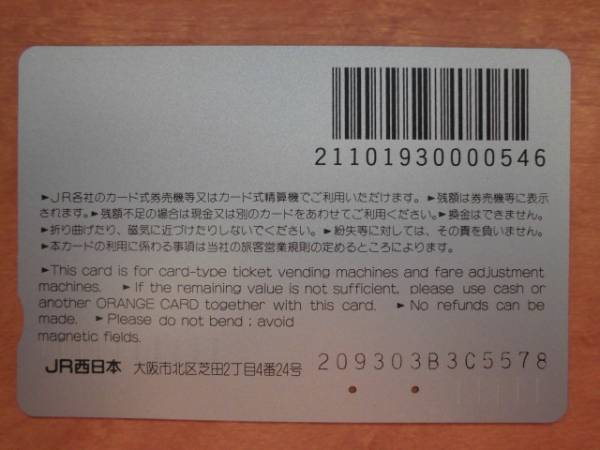 21101930000546
►JR各社のカード式券売機等又はカード式精算機でご利用いただけます。►残額は券売機等に表示
されます。►残額不足の場合は現金又は別のカードをあわせてご利用ください。►換金はできません。
►折り曲げたり、磁気に近づけたりしないでください。►紛失等に対しては、その責を負いません。
►本カードの利用に係わる事項は当社の旅客営業規則の定めるところによります。
►This card is for card-type ticket vending machines and fare adjustment
machines. ►If the remaining value is not sufficient, please use cash or
another ORANGE CARD together with this card. ►No refunds can be
made. ►Please do not bend ; avoid
magnetic fields.
JR西日本 大阪市北区芝田2丁目4番24号
209303B3C5578